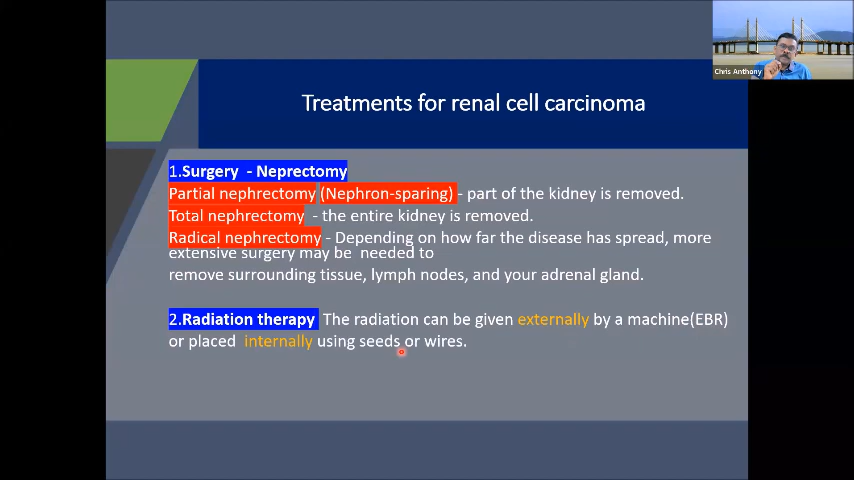 Chris Anthony
Treatments for renal cell carcinoma
1.Surgery - Neprectomy
Partial nephrectomy (Nephron-sparing) - part of the kidney is removed.
Total nephrectomy - the entire kidney is removed.
Radical nephrectomy - Depending on how far the disease has spread, more
extensive surgery may be needed to
remove surrounding tissue, lymph nodes, and your adrenal gland.
2.Radiation therapy The radiation can be given externally by a machine(EBR)
or placed internally using seeds or wires.